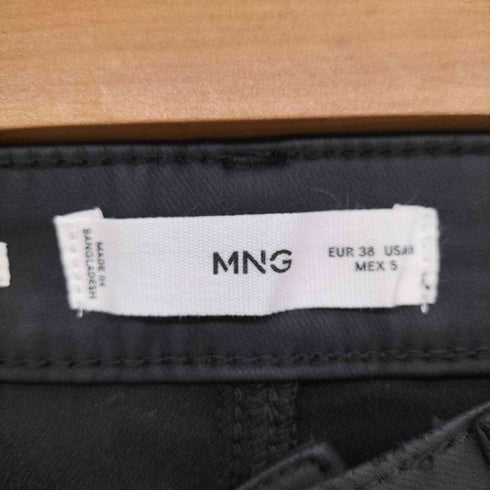 MADE IN
BANGLADESH
MNG
EUR 38 US
MEX 5